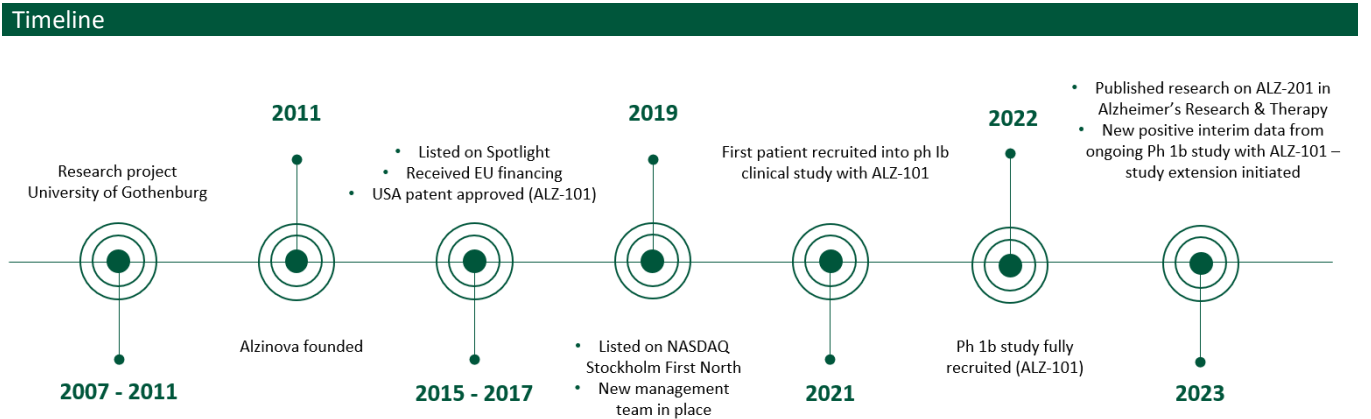 Timeline
Research project
University of Gothenburg
2007 - 2011
2011
Alzinova founded
• Listed on Spotlight
• Received EU financing
• USA patent approved (ALZ-101)
2015 - 2017
2019
• Listed on NASDAQ
Stockholm First North
• New management
team in place
First patient recruited into ph Ib
clinical study with ALZ-101
2021
2022
Ph 1b study fully
recruited (ALZ-101)
• Published research on ALZ-201 in
Alzheimer’s Research & Therapy
• New positive interim data from
ongoing Ph 1b study with ALZ-101 –
study extension initiated
2023